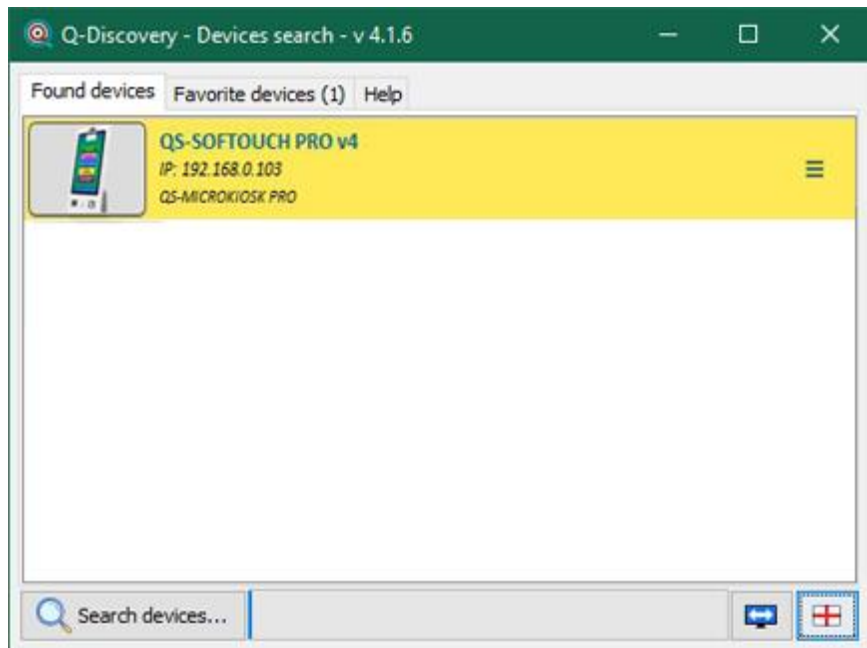 Q-Discovery - Devices search - v 4.1.6
Found devices Favorite devices (1) Help
QS-SOFTOUCH PRO v4
IP: 192.168.0.103
QS-MICROKIOSK PRO
Search devices...